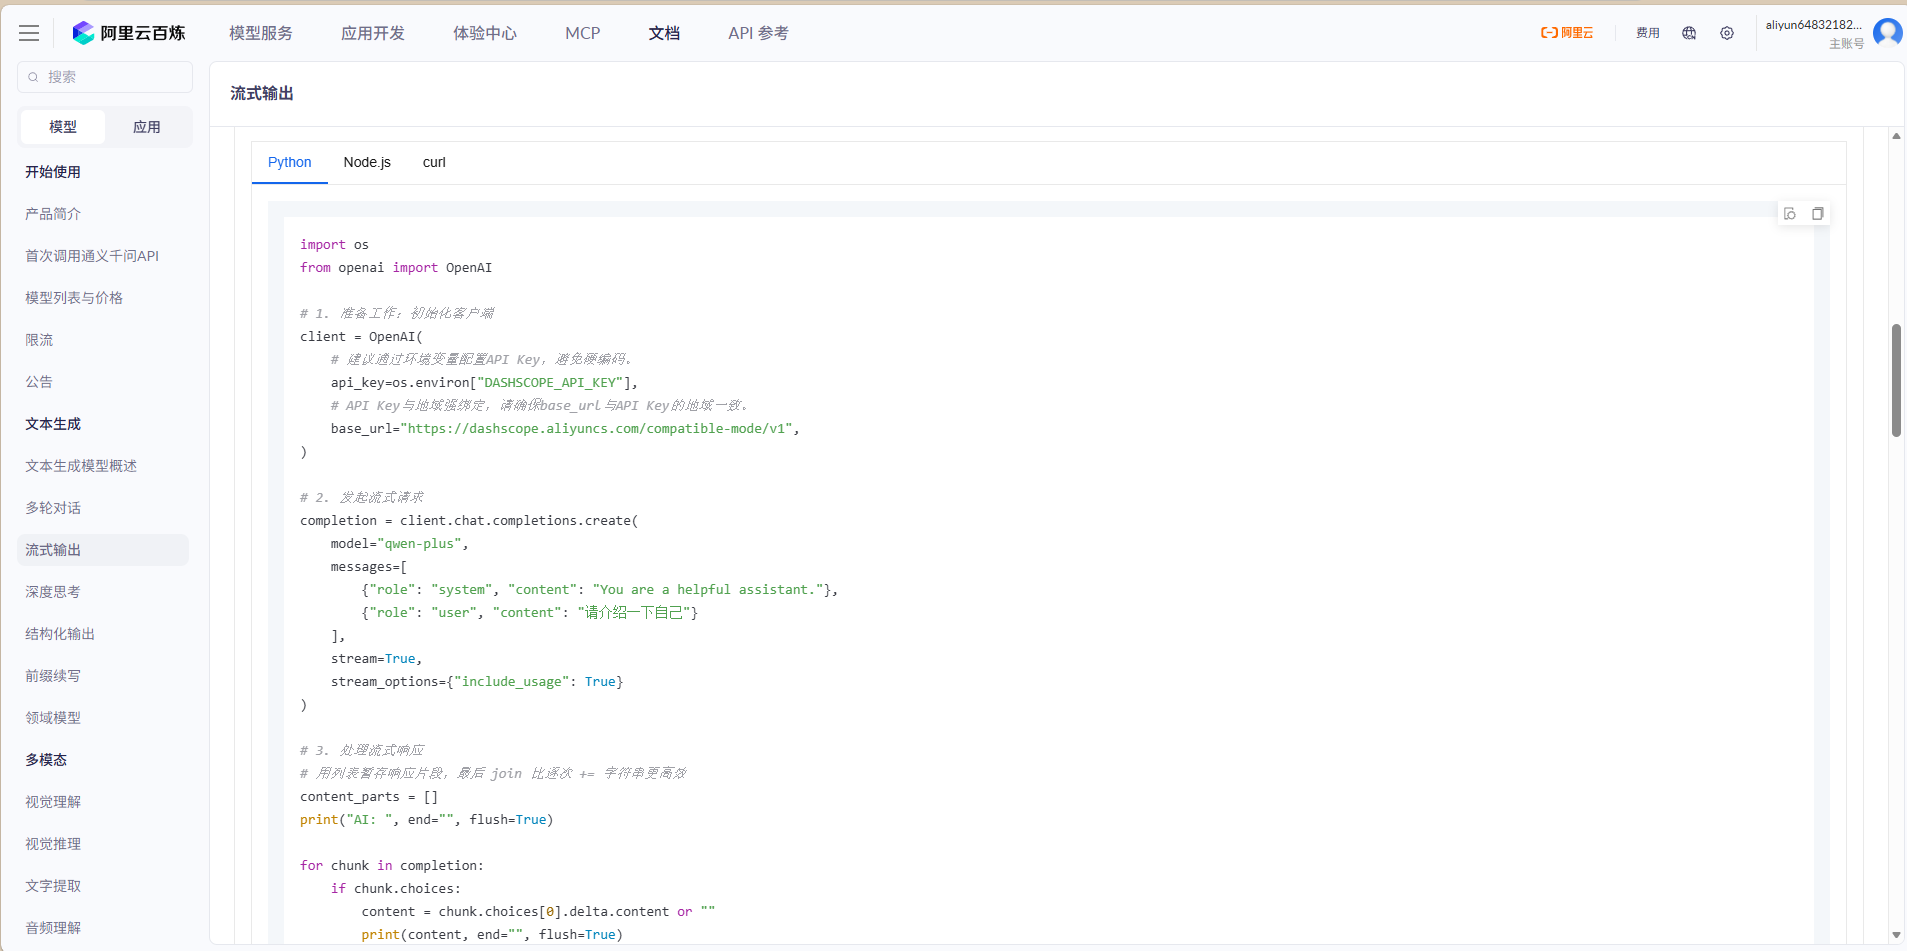 阿里云百炼
模型服务
应用开发
体验中心
MCP
文档
API 参考
阿里云
费用
aliyun64832182...
主账号
搜索
模型
应用
开始使用
产品简介
首次调用通义千问API
模型列表与价格
限流
公告
文本生成
文本生成模型概述
多轮对话
流式输出
深度思考
结构化输出
前缀续写
领域模型
多模态
视觉理解
视觉推理
文字提取
音频理解
流式输出
Python
Node.js
curl
import os
from openai import OpenAI
# 1. 准备工作：初始化客户端
client = OpenAI(
    # 建议通过环境变量配置API Key，避免硬编码。
    api_key=os.environ["DASHSCOPE_API_KEY"],
    # API Key与地域强绑定，请确保base_url与API Key的地域一致。
    base_url="https://dashscope.aliyuncs.com/compatible-mode/v1",
)
# 2. 发起流式请求
completion = client.chat.completions.create(
    model="qwen-plus",
    messages=[
        {"role": "system", "content": "You are a helpful assistant."},
        {"role": "user", "content": "请介绍一下自己"}
    ],
    stream=True,
    stream_options={"include_usage": True}
)
# 3. 处理流式响应
# 用列表暂存响应片段，最后 join 比逐次 += 字符串更高效
content_parts = []
print("AI: ", end="", flush=True)
for chunk in completion:
    if chunk.choices:
        content = chunk.choices[0].delta.content or ""
        print(content, end="", flush=True)